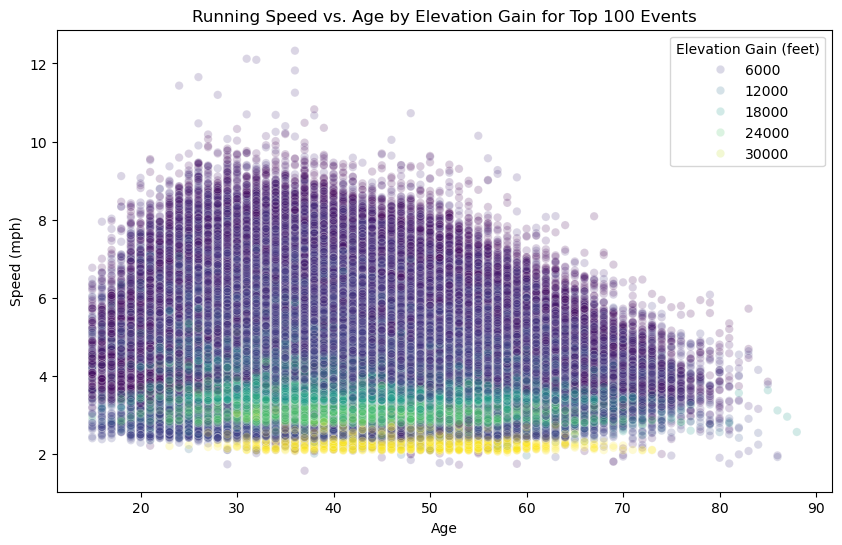 Running Speed vs. Age by Elevation Gain for Top 100 Events
Elevation Gain (feet)
6000
12000
18000
24000
30000
12
10
8
6
4
2
Speed (mph)
20 30 40 50 60 70 80 90
Age